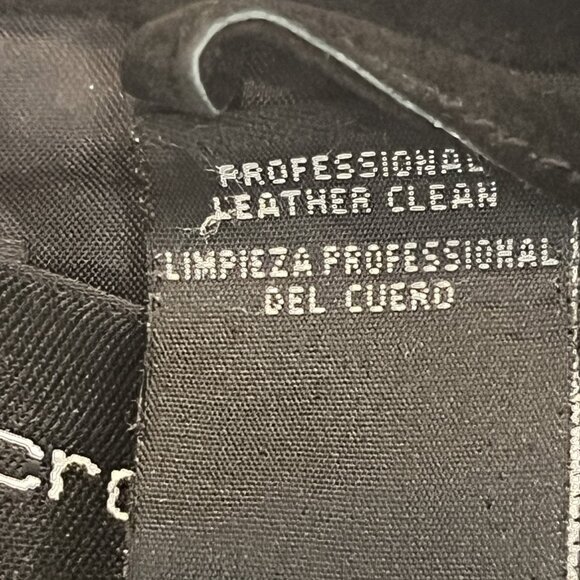 PROFESSIONAL
LEATHER CLEAN
LIMPIEZA PROFESSIONAL
DEL CUERO